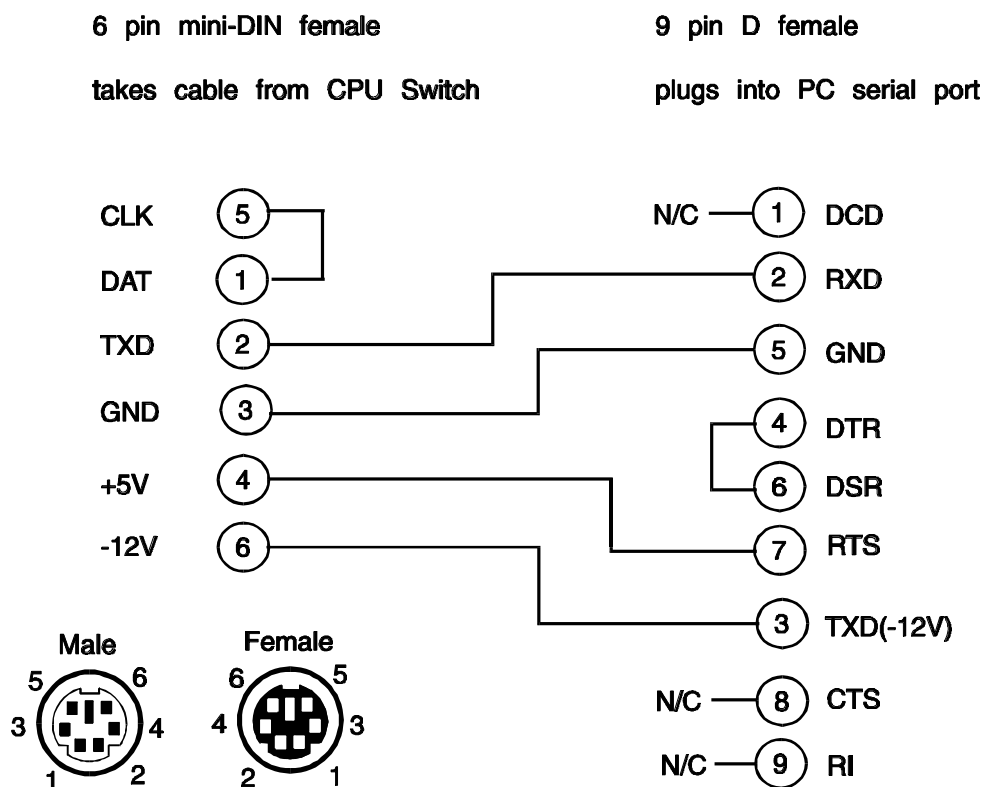 6 pin mini-DIN female
takes cable from CPU Switch
9 pin D female
plugs into PC serial port
CLK 5
DAT 1
TXD 2
GND 3
+5V 4
-12V 6
N/C 1 DCD
2 RXD
5 GND
4 DTR
6 DSR
7 RTS
3 TXD(-12V)
N/C 8 CTS
N/C 9 RI
Male
5 6
3 4
1 2
Female
6 5
4 3
2 1